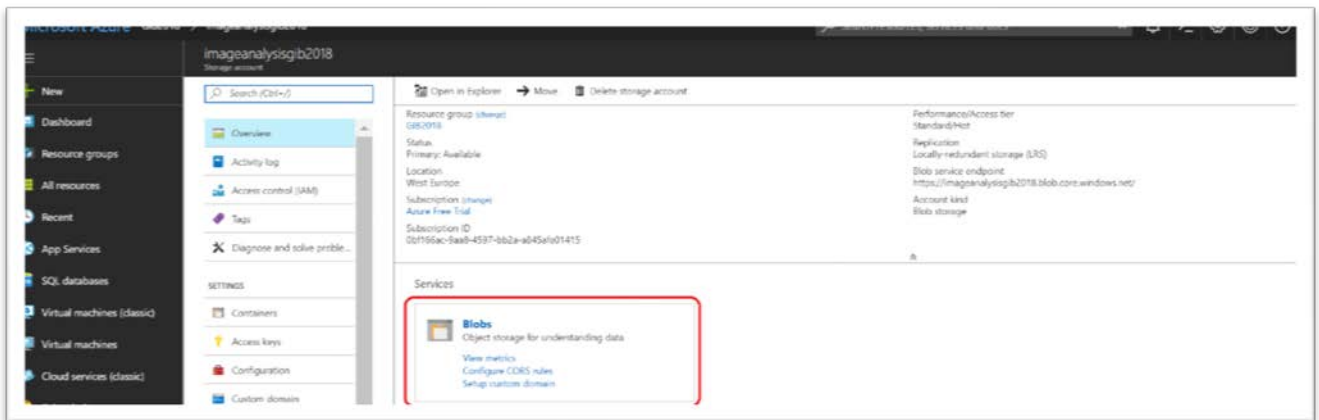 Microsoft Azure
imageanalysisgib2018
Storage account
New
Dashboard
Resource groups
All resources
Recent
App Services
SQL databases
Virtual machines (classic)
Virtual machines
Cloud services (classic)
Search (Ctrl+/)
Overview
Activity log
Access control (IAM)
Tags
Diagnose and solve proble...
SETTINGS
Containers
Access keys
Configuration
Custom domain
Open in Explorer Move Delete storage account
Resource group (change)
GIB2018
Status
Primary: Available
Location
West Europe
Subscription (change)
Azure Free Trial
Subscription ID
Performance/Access tier
Standard/Hot
Replication
Locally-redundant storage (LRS)
Blob service endpoint
https://imageanalysisgib2018.blob.core.windows.net/
Account kind
Blob storage
Services
Blobs
Object storage for understanding data
View metrics
Configure CORS rules
Setup custom domain